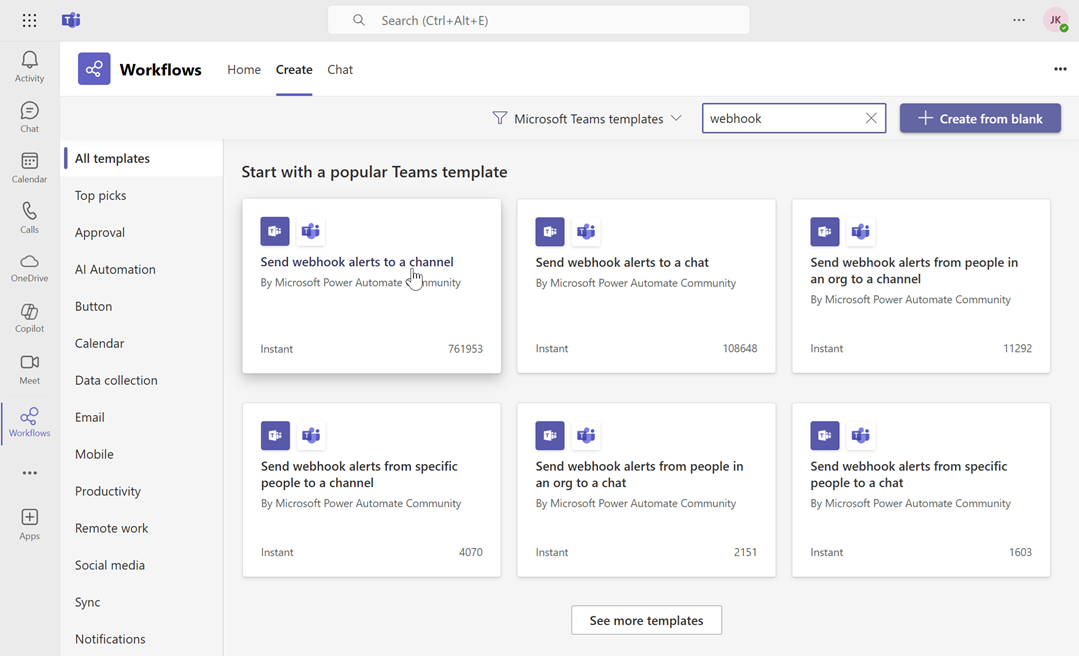 Search (Ctrl+Alt+E)
JK
Activity
Chat
Calendar
Calls
OneDrive
Copilot
Meet
Workflows
Apps
Workflows
Home
Create
Chat
Microsoft Teams templates
webhook
Create from blank
All templates
Top picks
Approval
AI Automation
Button
Calendar
Data collection
Email
Mobile
Productivity
Remote work
Social media
Sync
Notifications
Start with a popular Teams template
Send webhook alerts to a channel
By Microsoft Power Automate
Instant
761953
Send webhook alerts to a chat
By Microsoft Power Automate Community
Instant
108648
Send webhook alerts from people in
an org to a channel
By Microsoft Power Automate Community
Instant
11292
Send webhook alerts from specific
people to a channel
By Microsoft Power Automate Community
Instant
4070
Send webhook alerts from people in
an org to a chat
By Microsoft Power Automate Community
Instant
2151
Send webhook alerts from specific
people to a chat
By Microsoft Power Automate Community
Instant
1603
See more templates